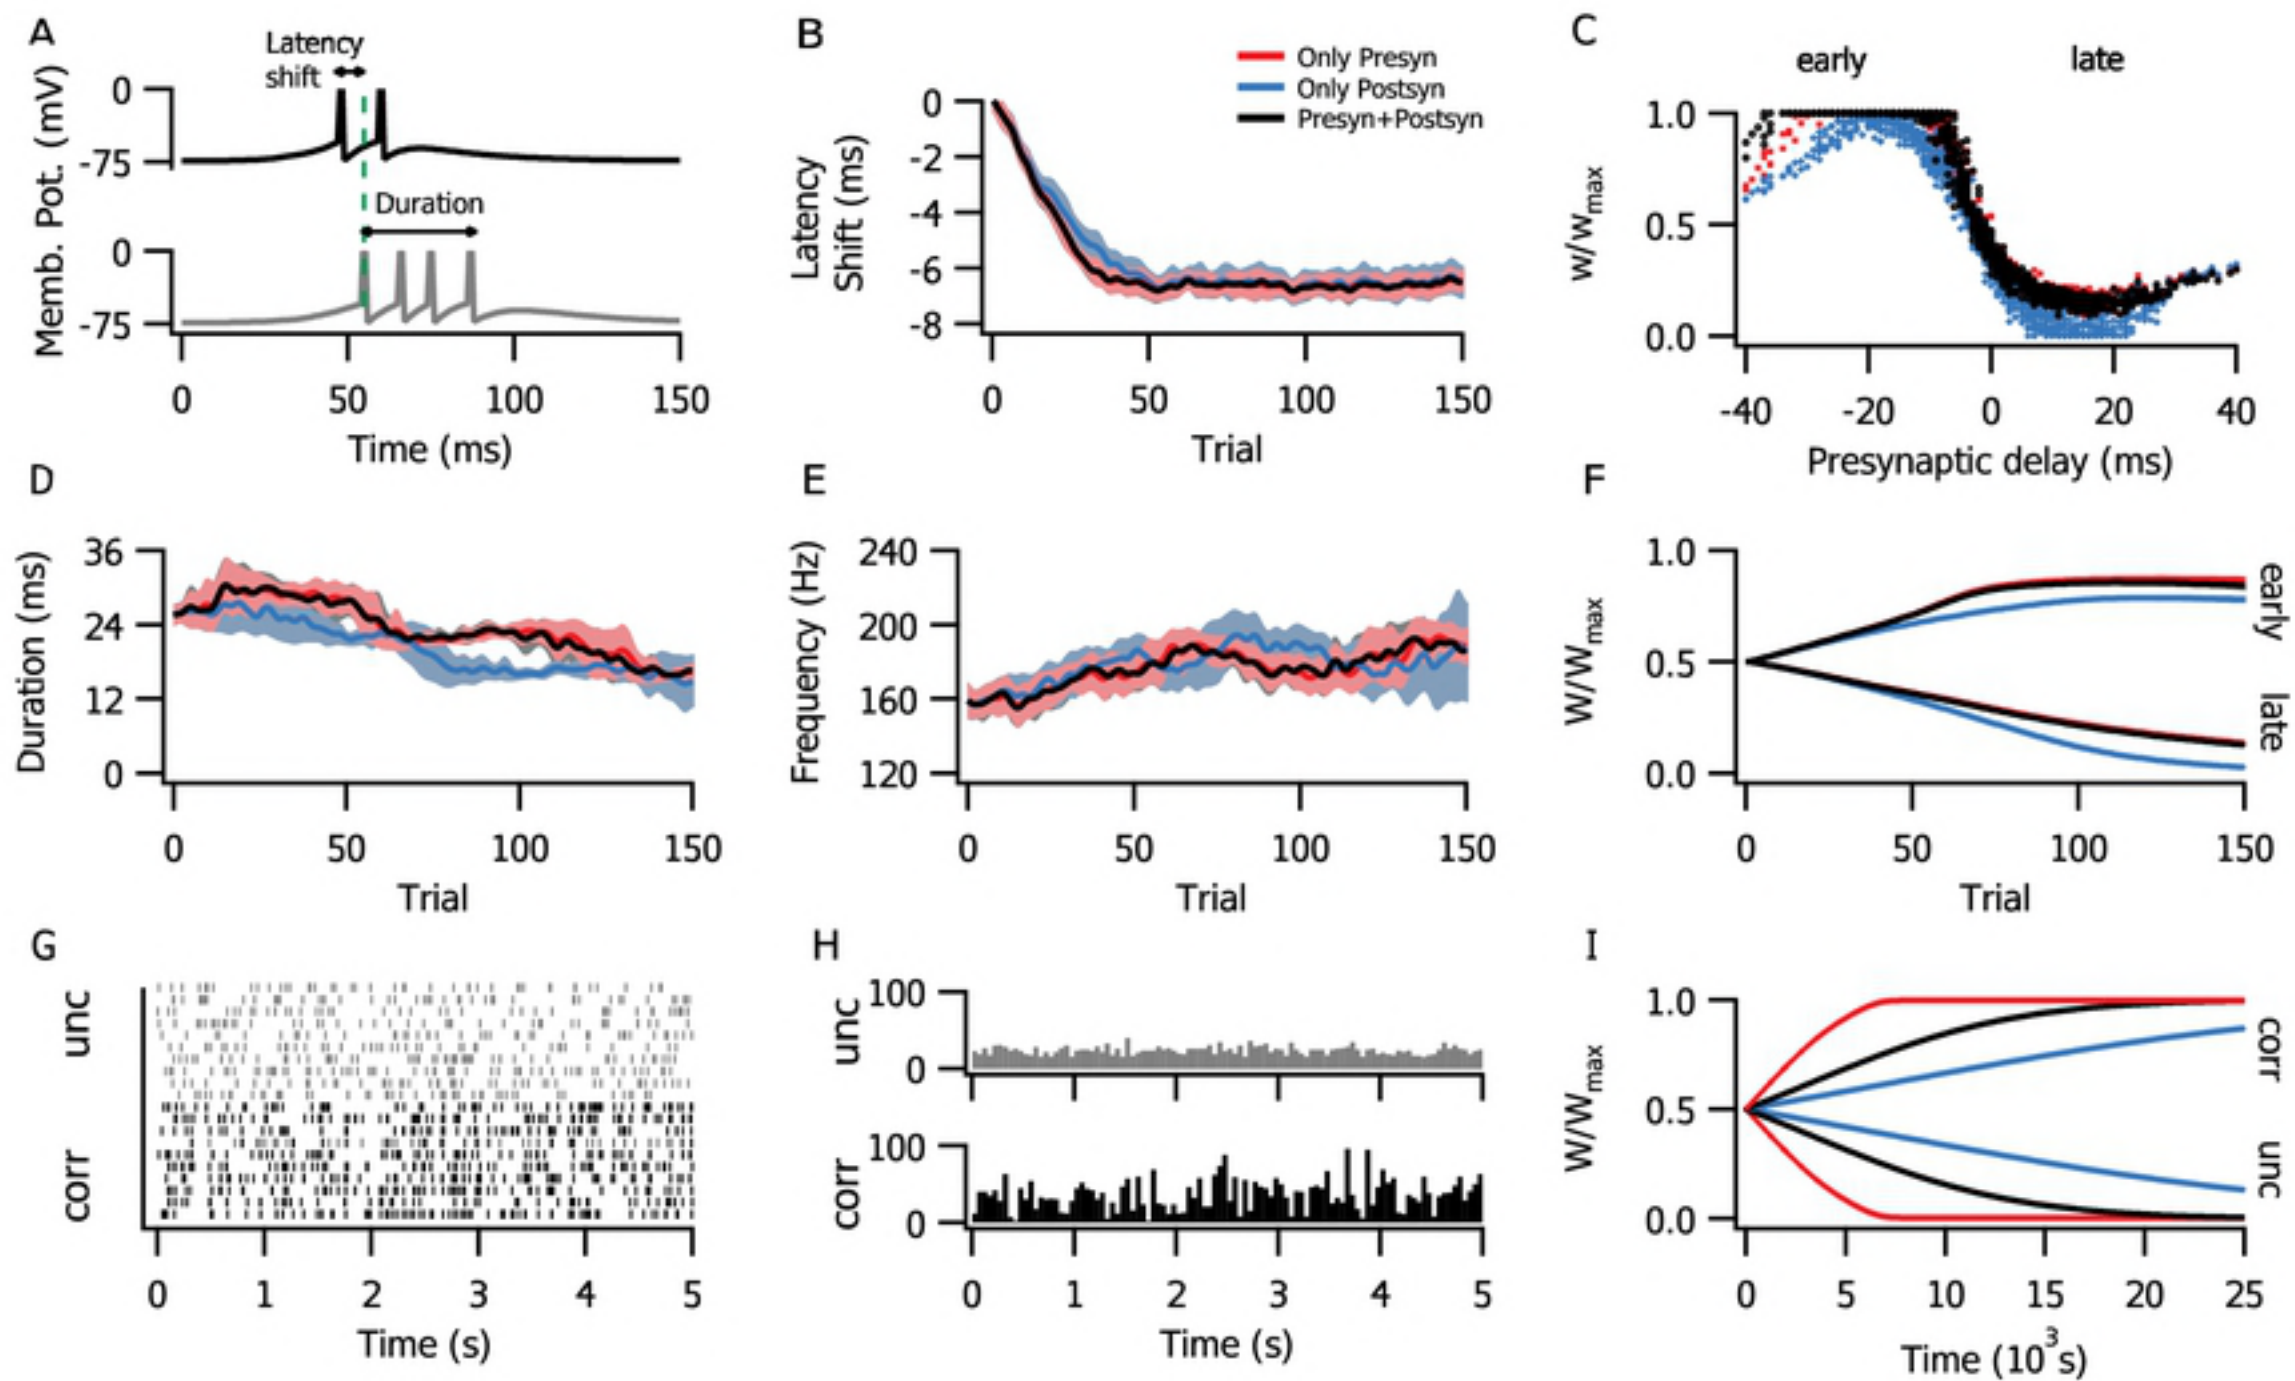 A
Latency
shift
Memb. Pot. (mV)
0
-75
Duration
0
-75
0 50 100 150
Time (ms)
B
Only Presyn
Only Postsyn
Presyn+Postsyn
Latency
Shift (ms)
0
-2
-4
-6
-8
0 50 100 150
Trial
C
early late
w/wmax
1.0
0.5
0.0
-40 -20 0 20 40
Presynaptic delay (ms)
D
Duration (ms)
36
24
12
0
0 50 100 150
Trial
E
Frequency (Hz)
240
200
160
120
0 50 100 150
Trial
F
W/Wmax
1.0
0.5
0.0
early
late
0 50 100 150
Trial
G
unc
corr
0 1 2 3 4 5
Time (s)
H
unc
100
0
corr
100
0
0 1 2 3 4 5
Time (s)
I
W/Wmax
1.0
0.5
0.0
corr
unc
0 5 10 15 20 25
Time (10³s)